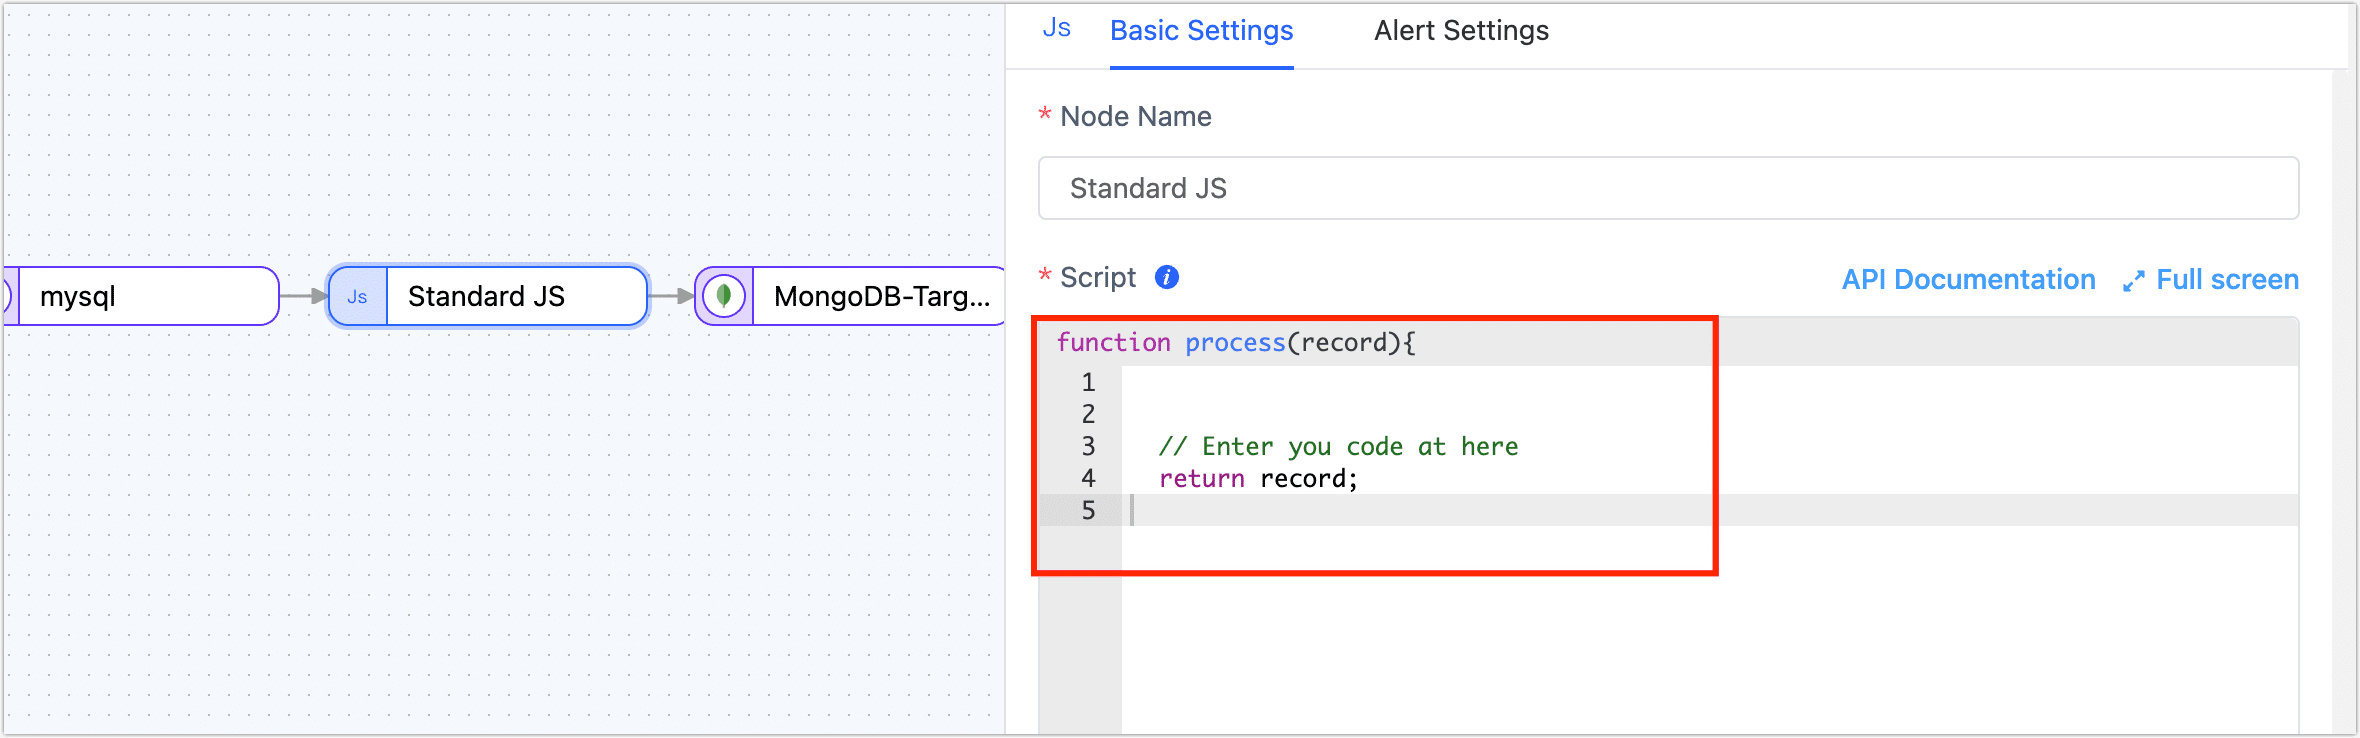 Js Basic Settings Alert Settings
* Node Name
Standard JS
* Script i API Documentation Full screen
mysql Js Standard JS MongoDB-Targ...
function process(record){
1
2
3 // Enter you code at here
4 return record;
5